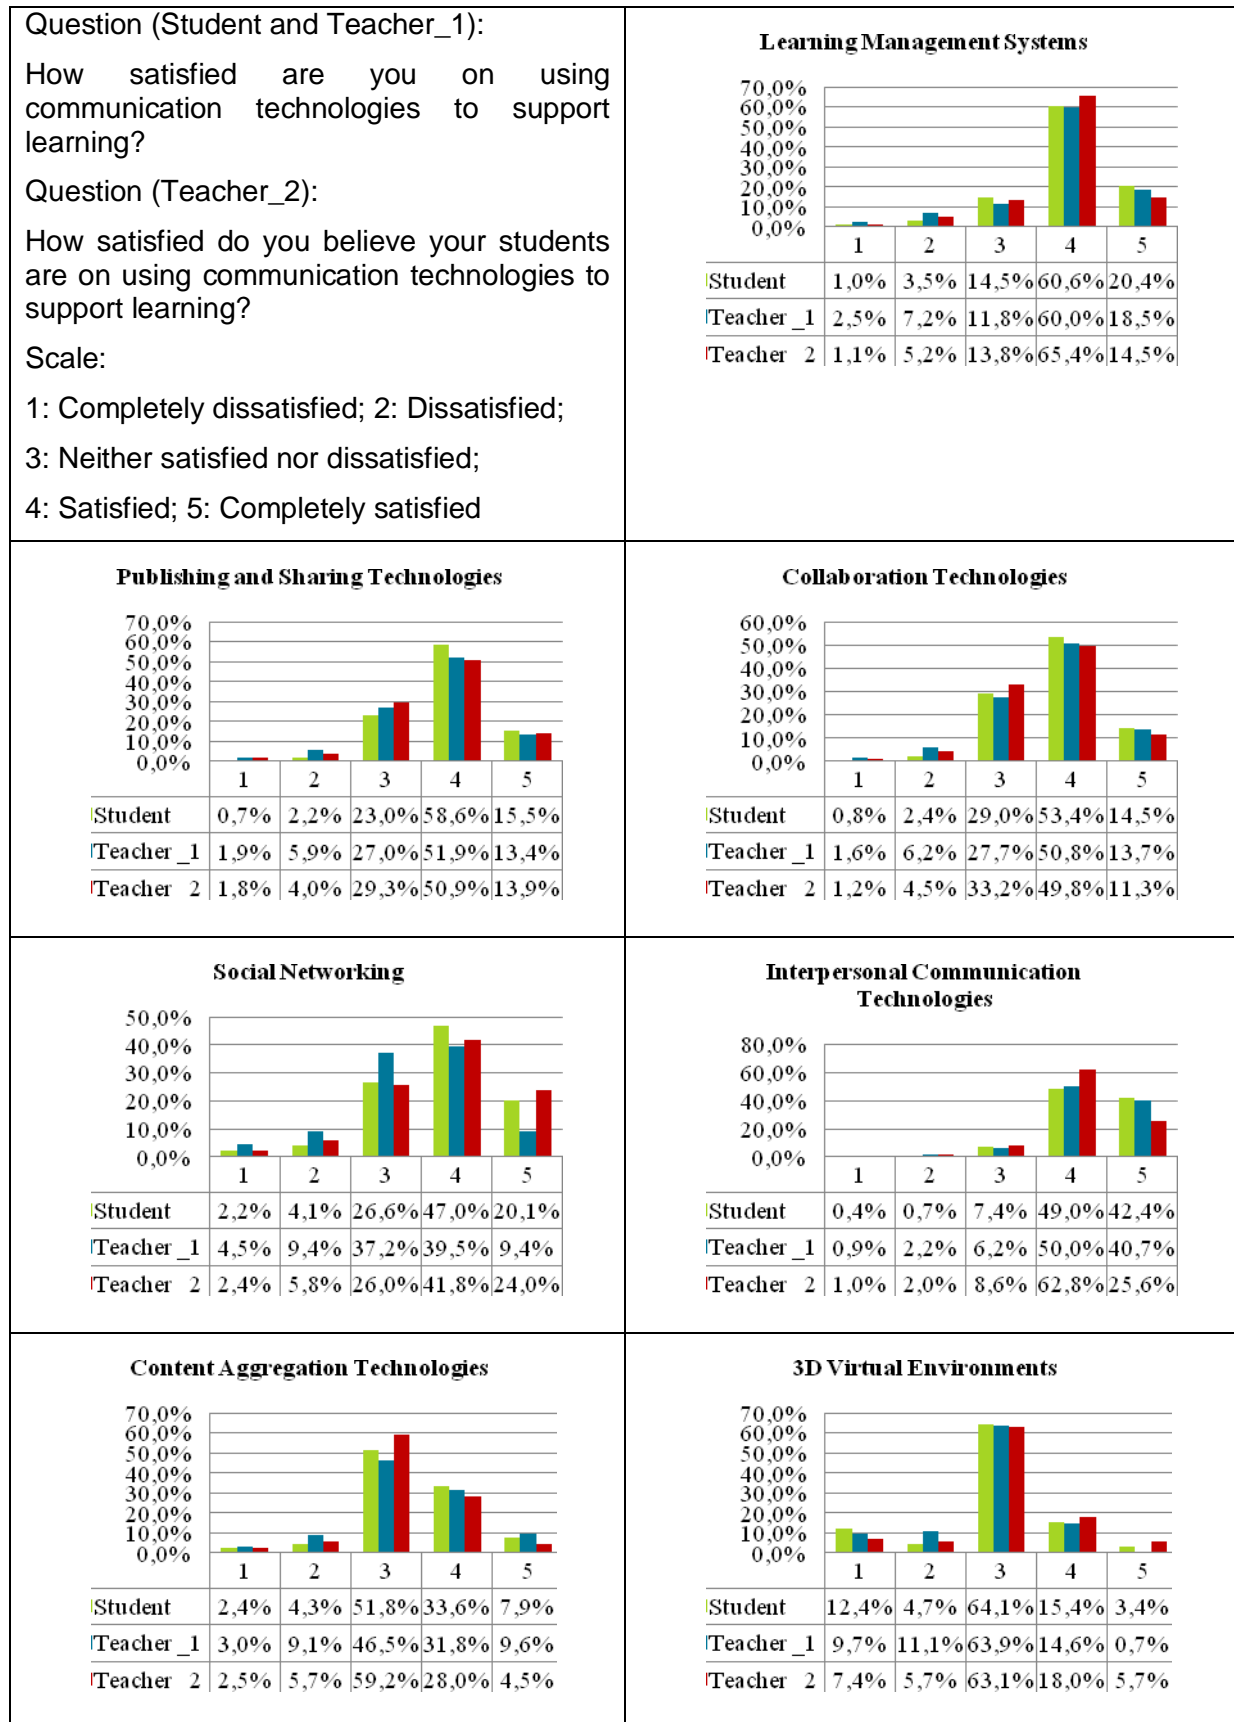 Question (Student and Teacher_1):
How satisfied are you on using
communication technologies to support
learning?
Question (Teacher_2):
How satisfied do you believe your students
are on using communication technologies to
support learning?
Scale:
1: Completely dissatisfied; 2: Dissatisfied;
3: Neither satisfied nor dissatisfied;
4: Satisfied; 5: Completely satisfied
Learning Management Systems
70,0%
60,0%
50,0%
40,0%
30,0%
20,0%
10,0%
0,0%
1 2 3 4 5
Student 1,0% 3,5% 14,5% 60,6% 20,4%
Teacher _1 2,5% 7,2% 11,8% 60,0% 18,5%
Teacher 2 1,1% 5,2% 13,8% 65,4% 14,5%
Publishing and Sharing Technologies
70,0%
60,0%
50,0%
40,0%
30,0%
20,0%
10,0%
0,0%
1 2 3 4 5
Student 0,7% 2,2% 23,0% 58,6% 15,5%
Teacher _1 1,9% 5,9% 27,0% 51,9% 13,4%
Teacher 2 1,8% 4,0% 29,3% 50,9% 13,9%
Collaboration Technologies
60,0%
50,0%
40,0%
30,0%
20,0%
10,0%
0,0%
1 2 3 4 5
Student 0,8% 2,4% 29,0% 53,4% 14,5%
Teacher _1 1,6% 6,2% 27,7% 50,8% 13,7%
Teacher 2 1,2% 4,5% 33,2% 49,8% 11,3%
Social Networking
50,0%
40,0%
30,0%
20,0%
10,0%
0,0%
1 2 3 4 5
Student 2,2% 4,1% 26,6% 47,0% 20,1%
Teacher _1 4,5% 9,4% 37,2% 39,5% 9,4%
Teacher 2 2,4% 5,8% 26,0% 41,8% 24,0%
Interpersonal Communication
Technologies
80,0%
60,0%
40,0%
20,0%
0,0%
1 2 3 4 5
Student 0,4% 0,7% 7,4% 49,0% 42,4%
Teacher _1 0,9% 2,2% 6,2% 50,0% 40,7%
Teacher 2 1,0% 2,0% 8,6% 62,8% 25,6%
Content Aggregation Technologies
70,0%
60,0%
50,0%
40,0%
30,0%
20,0%
10,0%
0,0%
1 2 3 4 5
Student 2,4% 4,3% 51,8% 33,6% 7,9%
Teacher _1 3,0% 9,1% 46,5% 31,8% 9,6%
Teacher 2 2,5% 5,7% 59,2% 28,0% 4,5%
3D Virtual Environments
70,0%
60,0%
50,0%
40,0%
30,0%
20,0%
10,0%
0,0%
1 2 3 4 5
Student 12,4% 4,7% 64,1% 15,4% 3,4%
Teacher _1 9,7% 11,1% 63,9% 14,6% 0,7%
Teacher 2 7,4% 5,7% 63,1% 18,0% 5,7%